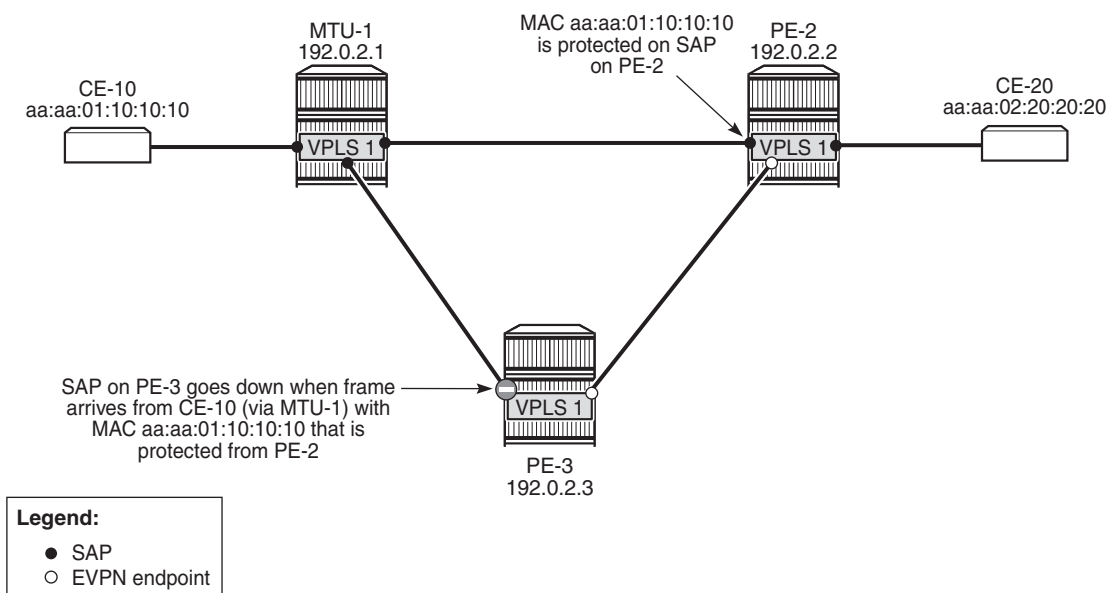 MTU-1
192.0.2.1
MAC aa:aa:01:10:10:10
is protected on SAP
on PE-2
PE-2
192.0.2.2
CE-10
aa:aa:01:10:10:10
CE-20
aa:aa:02:20:20:20
VPLS 1
VPLS 1
SAP on PE-3 goes down when frame
arrives from CE-10 (via MTU-1) with
MAC aa:aa:01:10:10:10 that is
protected from PE-2
VPLS 1
PE-3
192.0.2.3
Legend:
SAP
EVPN endpoint